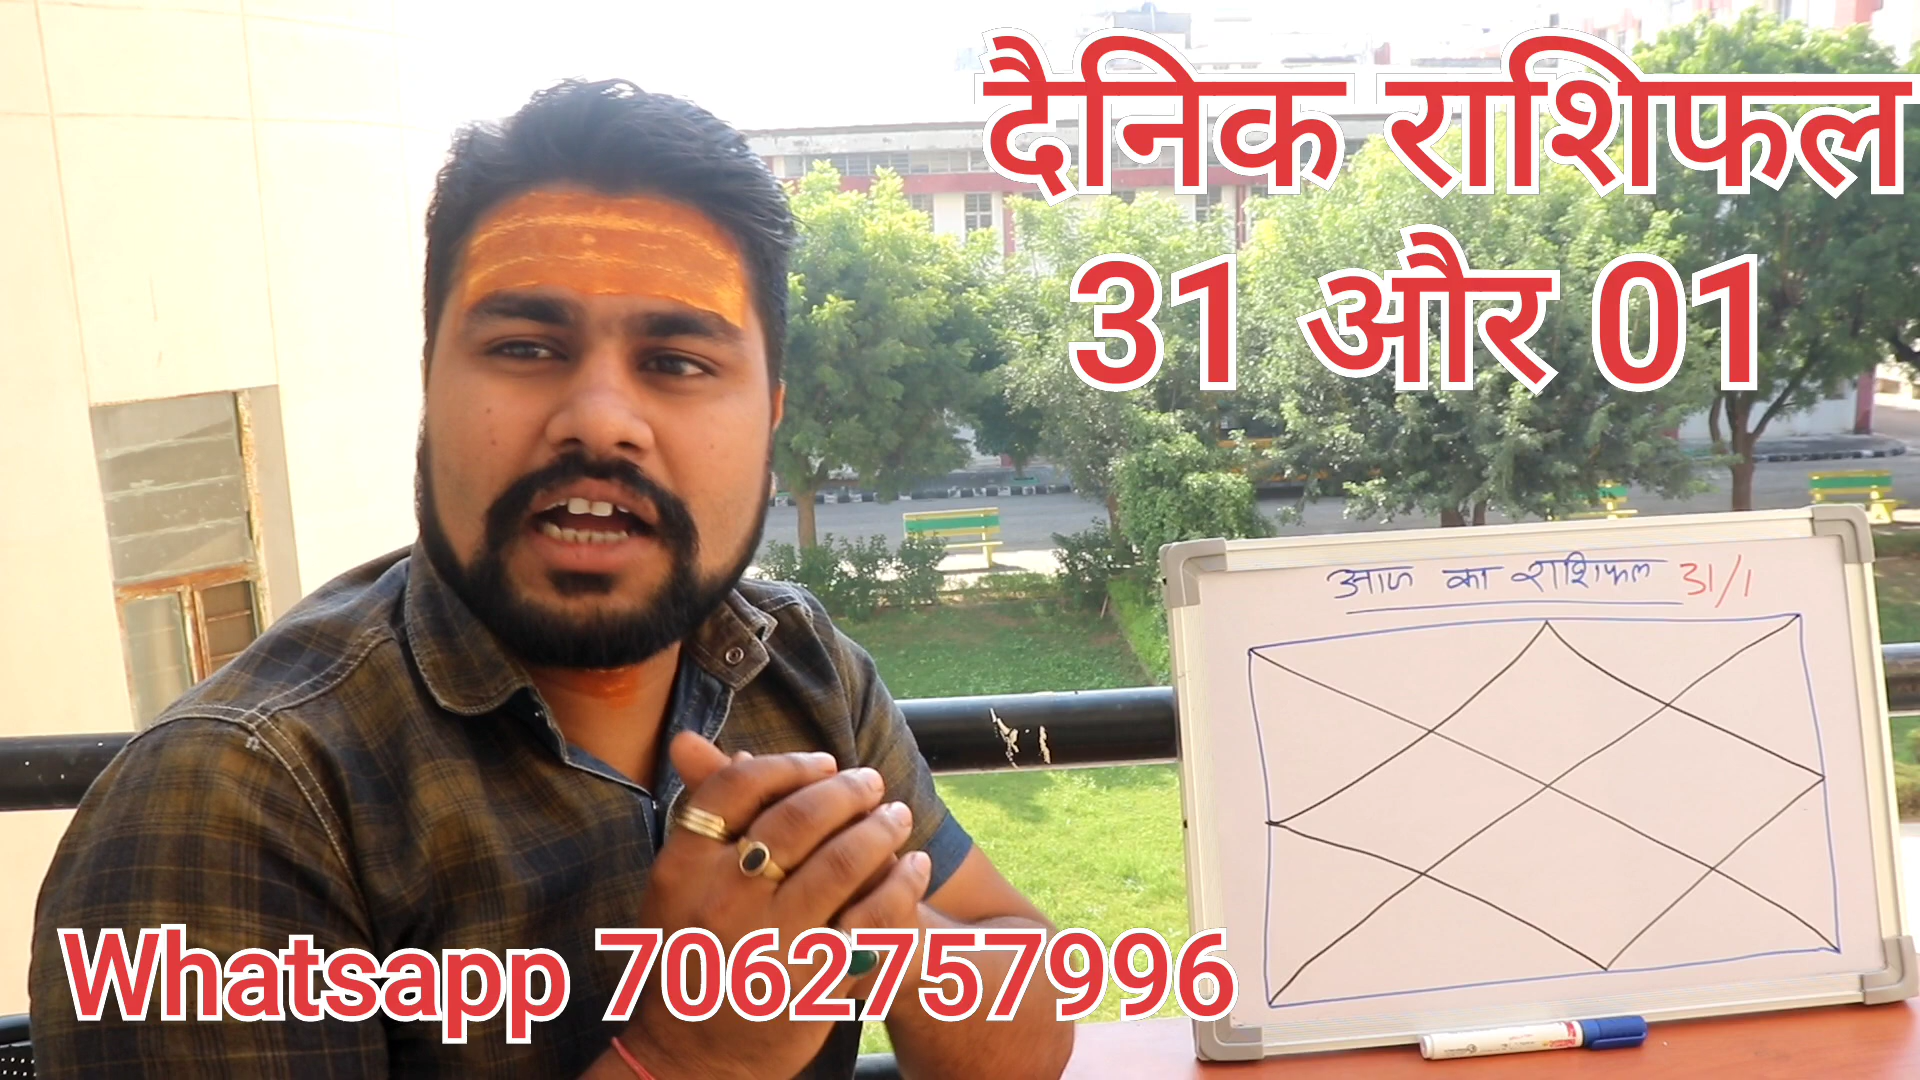 दैनिक राशिफल
31 और 01
आज का राशिफल 31/1
Whatsapp 7062757996